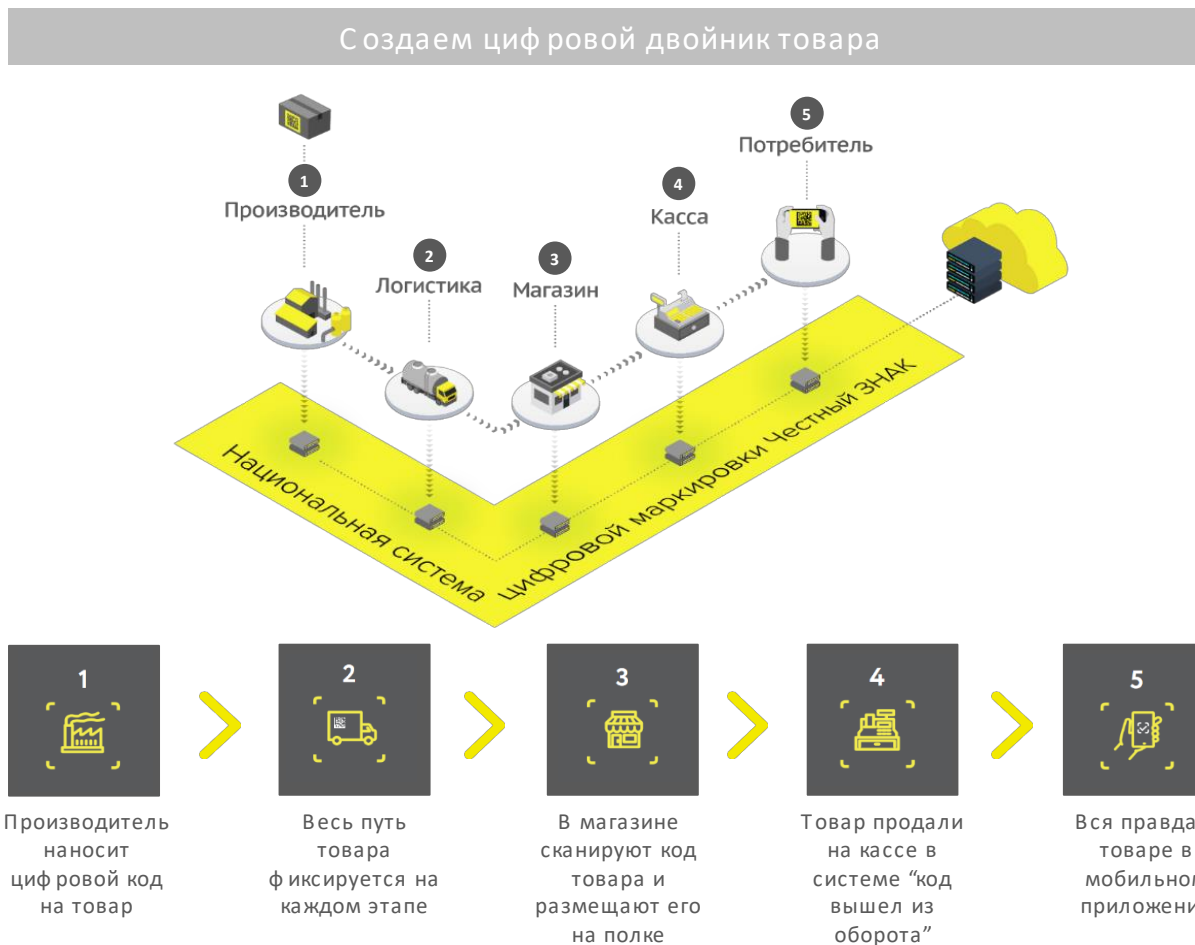 Создаем цифровой двойник товара
5
Потребитель
1
Производитель
4
Касса
2
Логистика
3
Магазин
Национальная система
цифровой маркировки Честный ЗНАК
1
2
3
4
5
Производитель
наносит
цифровой код
на товар
Весь путь
товара
фиксируется на
каждом этапе
В магазине
сканируют код
товара и
размещают его
на полке
Товар продали
на кассе в
системе “код
вышел из
оборота”
Вся правда
товаре в
мобильно
приложени